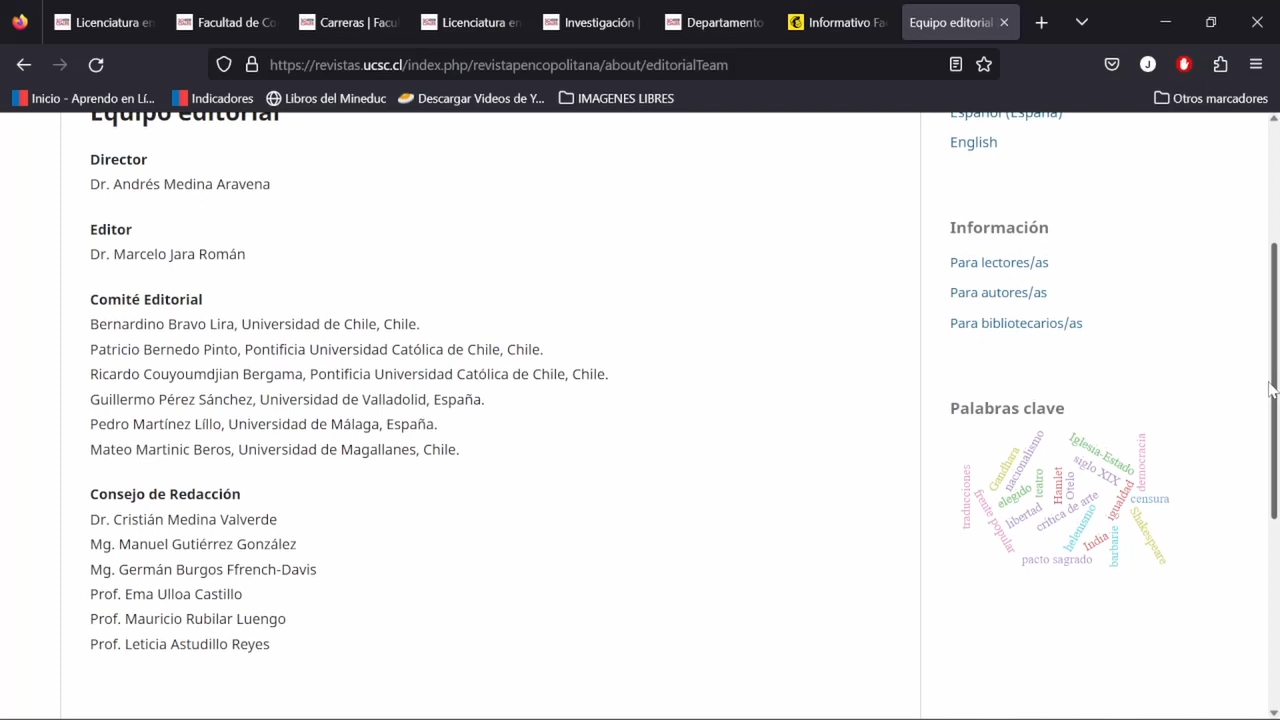 Licenciatura en
Facultad de Co
Carreras | Facu
Licenciatura en
Investigación |
Departamento
Informativo F
Equipo editorial
https://revistas.ucsc.cl/index.php/revistapencopolitana/about/editorialTeam
Inicio - Aprendo en Lí...
Indicadores
Libros del Mineduc
Descargar Videos de Y...
IMAGENES LIBRES
Otros marcadores
Equipo editorial
Director
Dr. Andrés Medina Aravena
Editor
Dr. Marcelo Jara Román
Comité Editorial
Bernardino Bravo Lira, Universidad de Chile, Chile.
Patricio Bernedo Pinto, Pontificia Universidad Católica de Chile, Chile.
Ricardo Couyoumdjian Bergama, Pontificia Universidad Católica de Chile, Chile.
Guillermo Pérez Sánchez, Universidad de Valladolid, España.
Pedro Martínez Líllo, Universidad de Málaga, España.
Mateo Martinic Beros, Universidad de Magallanes, Chile.
Consejo de Redacción
Dr. Cristián Medina Valverde
Mg. Manuel Gutiérrez González
Mg. Germán Burgos Ffrench-Davis
Prof. Ema Ulloa Castillo
Prof. Mauricio Rubilar Luengo
Prof. Leticia Astudillo Reyes
Español (España)
English
Información
Para lectores/as
Para autores/as
Para bibliotecarios/as
Palabras clave
traducciones
Gandhara
nacionalismo
frente popular
elegido
teatro
libertad
Hamlet
Otelo
crítica de arte
Iglesia-Estado
siglo XIX
democracia
igualdad
censura
helenismo
India
barbarie
Shakespeare
pacto sagrado